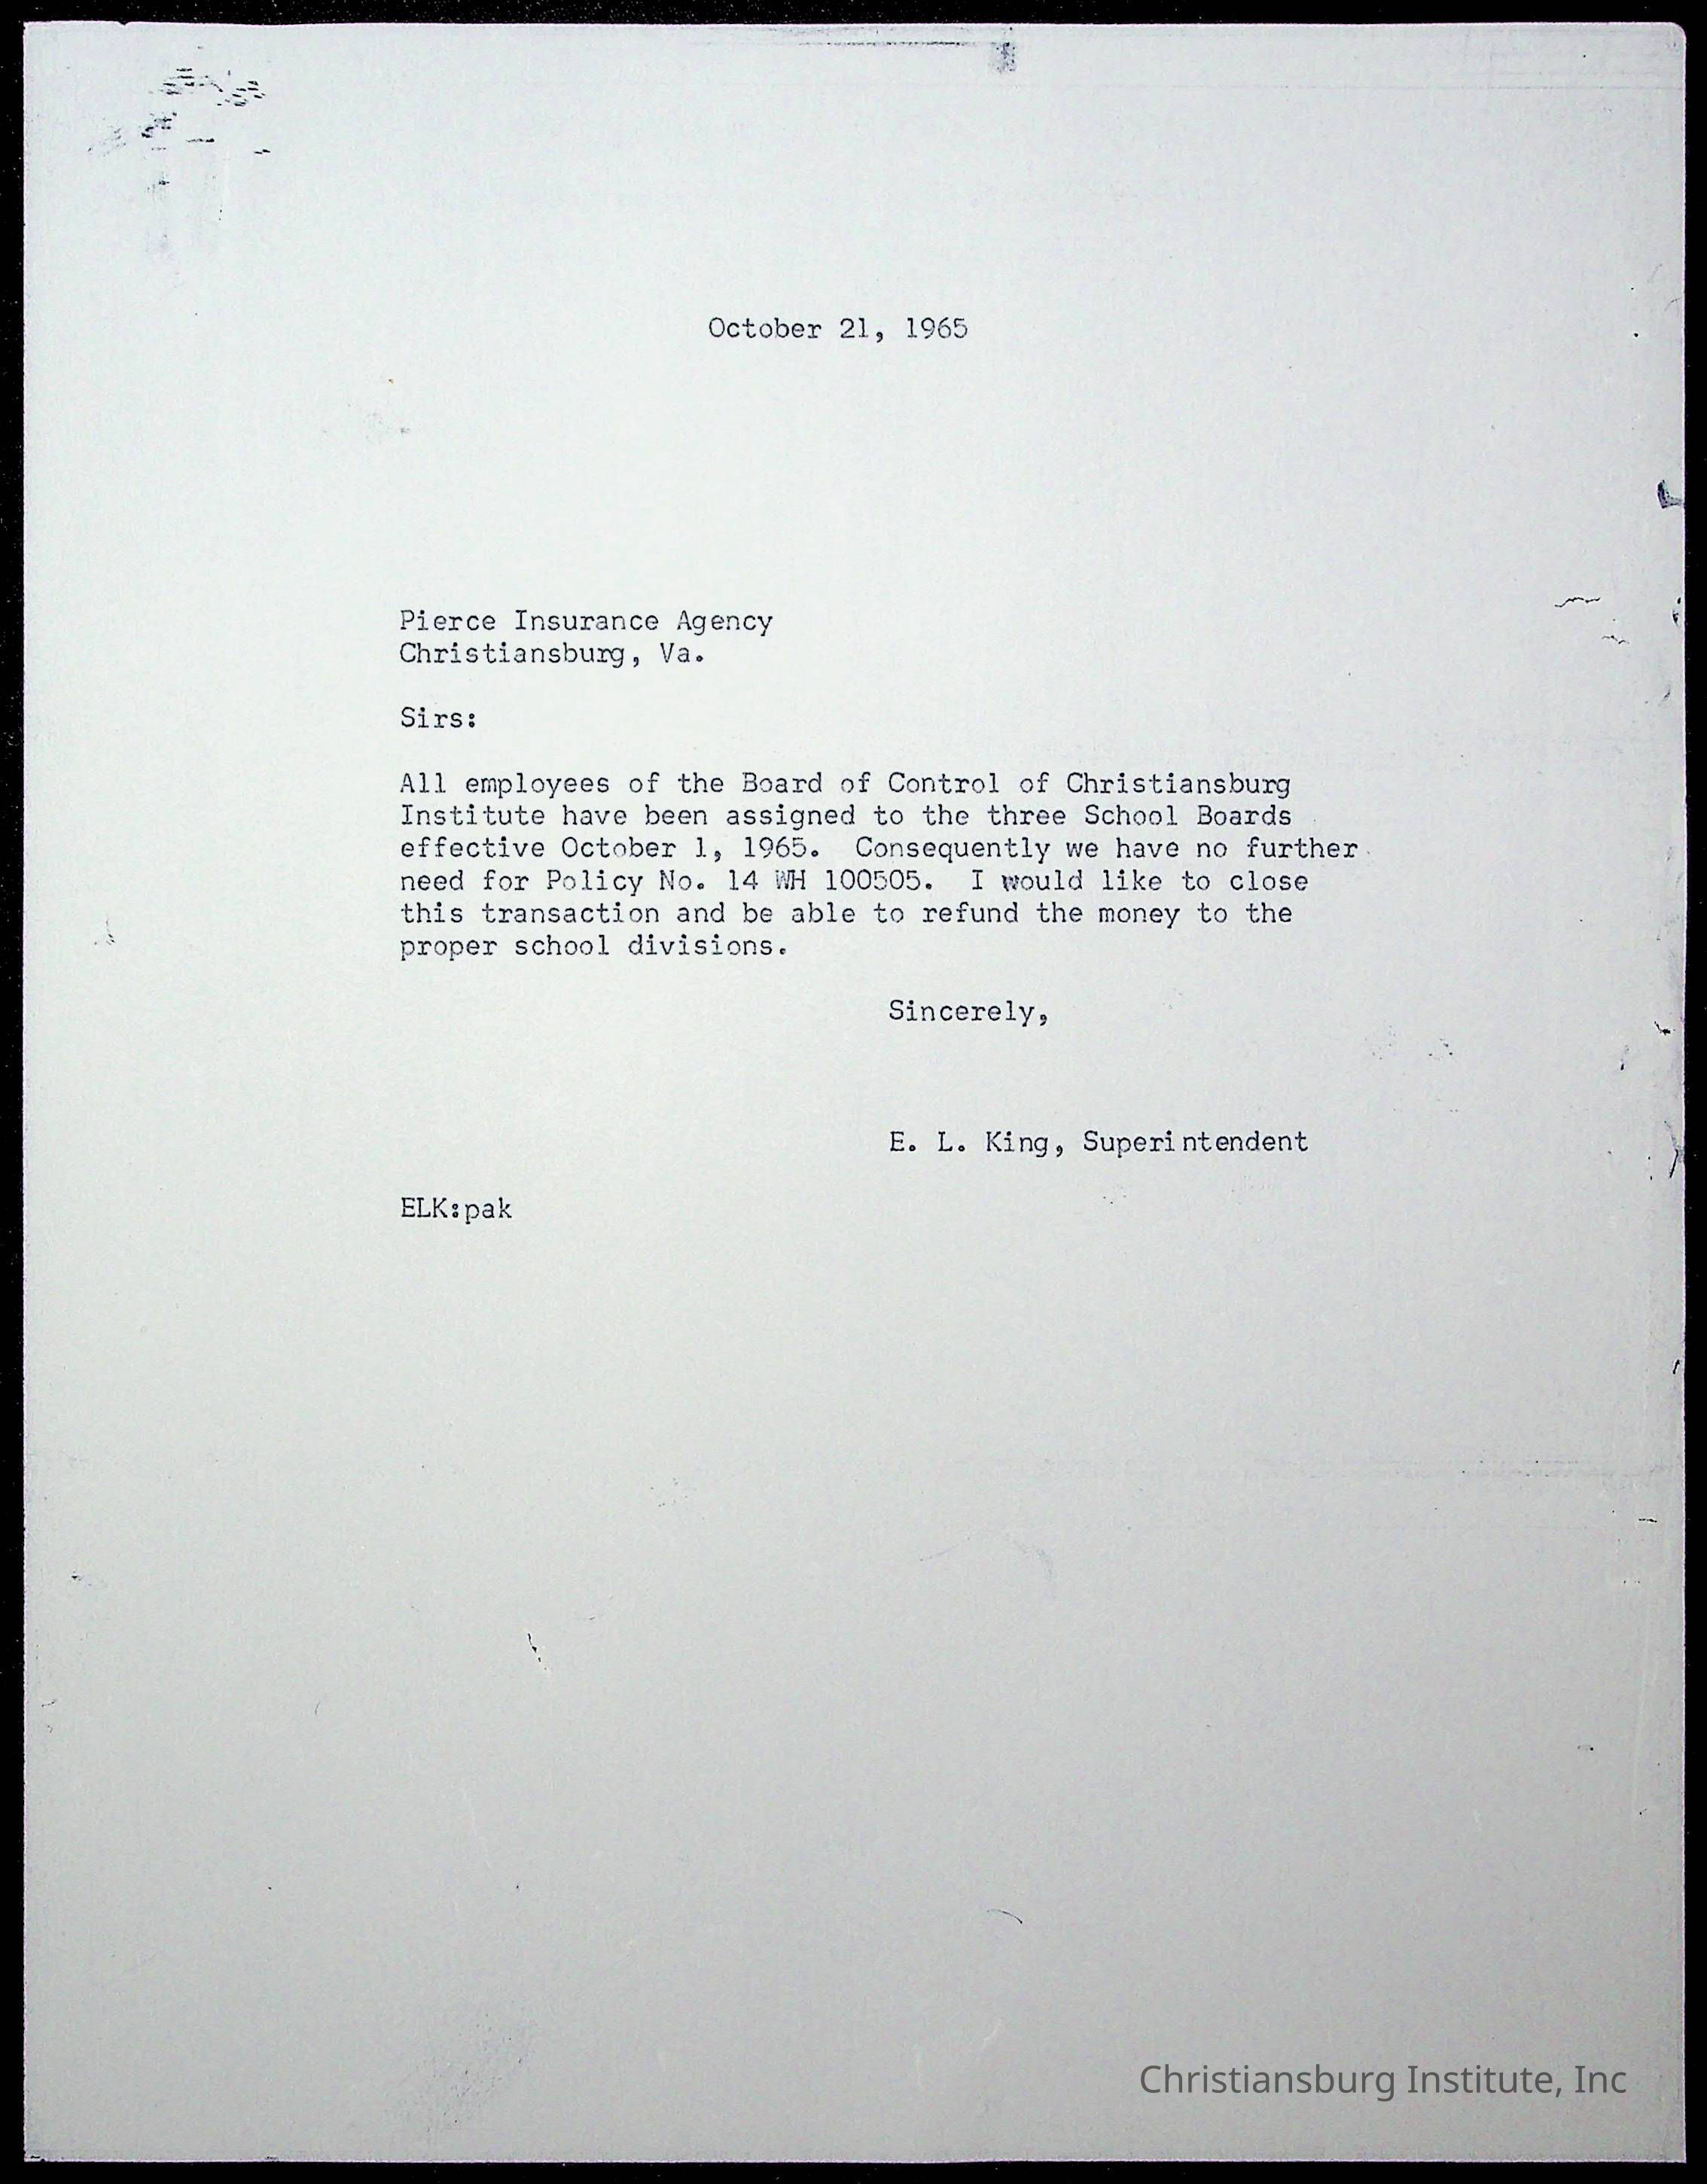 October 21, 1965
Pierce Insurance Agency
Christiansburg, Va.
Sirs:
All employees of the Board of Control of Christiansburg
Institute have been assigned to the three School Boards
effective October 1, 1965. Consequently we have no further
need for Policy No. 14 WH 100505. I would like to close
this transaction and be able to refund the money to the
proper school divisions.
Sincerely,
E. L. King, Superintendent
ELK:pak
Christiansburg Institute, Inc